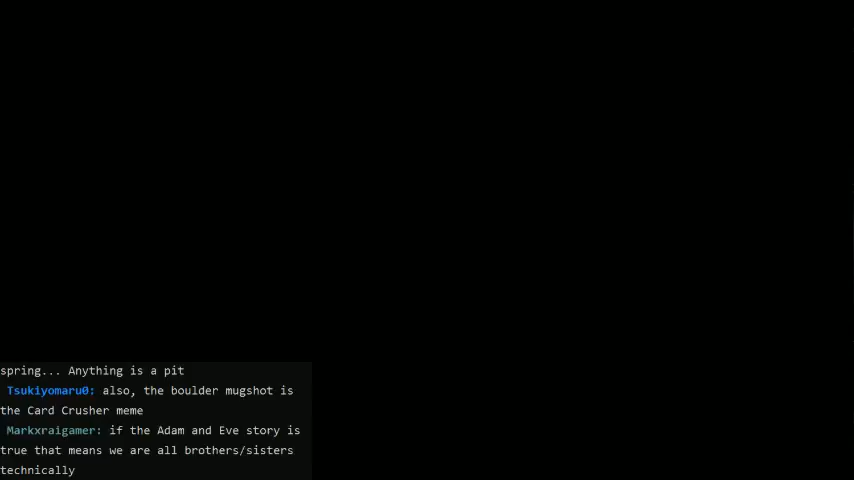 spring... Anything is a pit
Tsukiyomaru0: also, the boulder mugshot is
the Card Crusher meme
Markxraigamer: if the Adam and Eve story is
true that means we are all brothers/sisters
technically